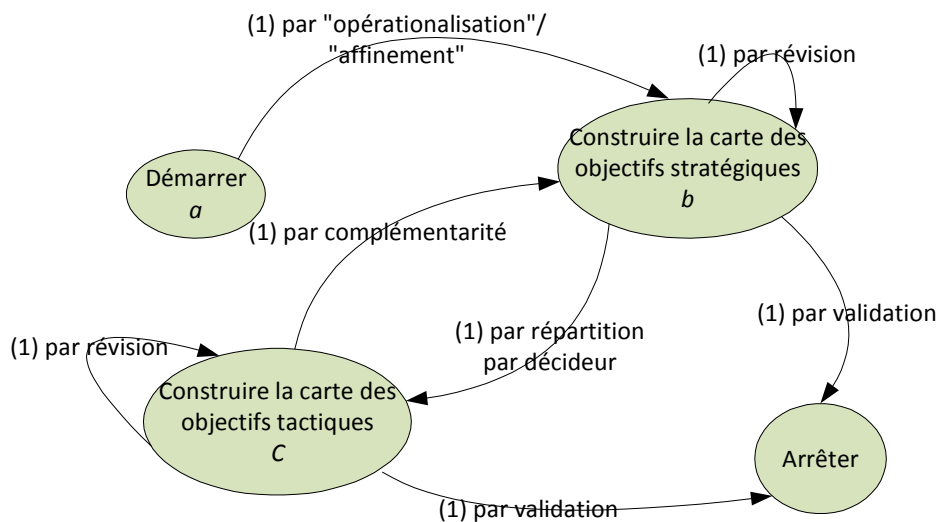 (1) par "opérationalisation"/
"affinement"
(1) par révision
Construire la carte des
objectifs stratégiques
b
Démarrer
a
(1) par complémentarité
(1) par validation
(1) par répartition
par décideur
(1) par révision
Construire la carte des
objectifs tactiques
C
Arrêter
(1) par validation